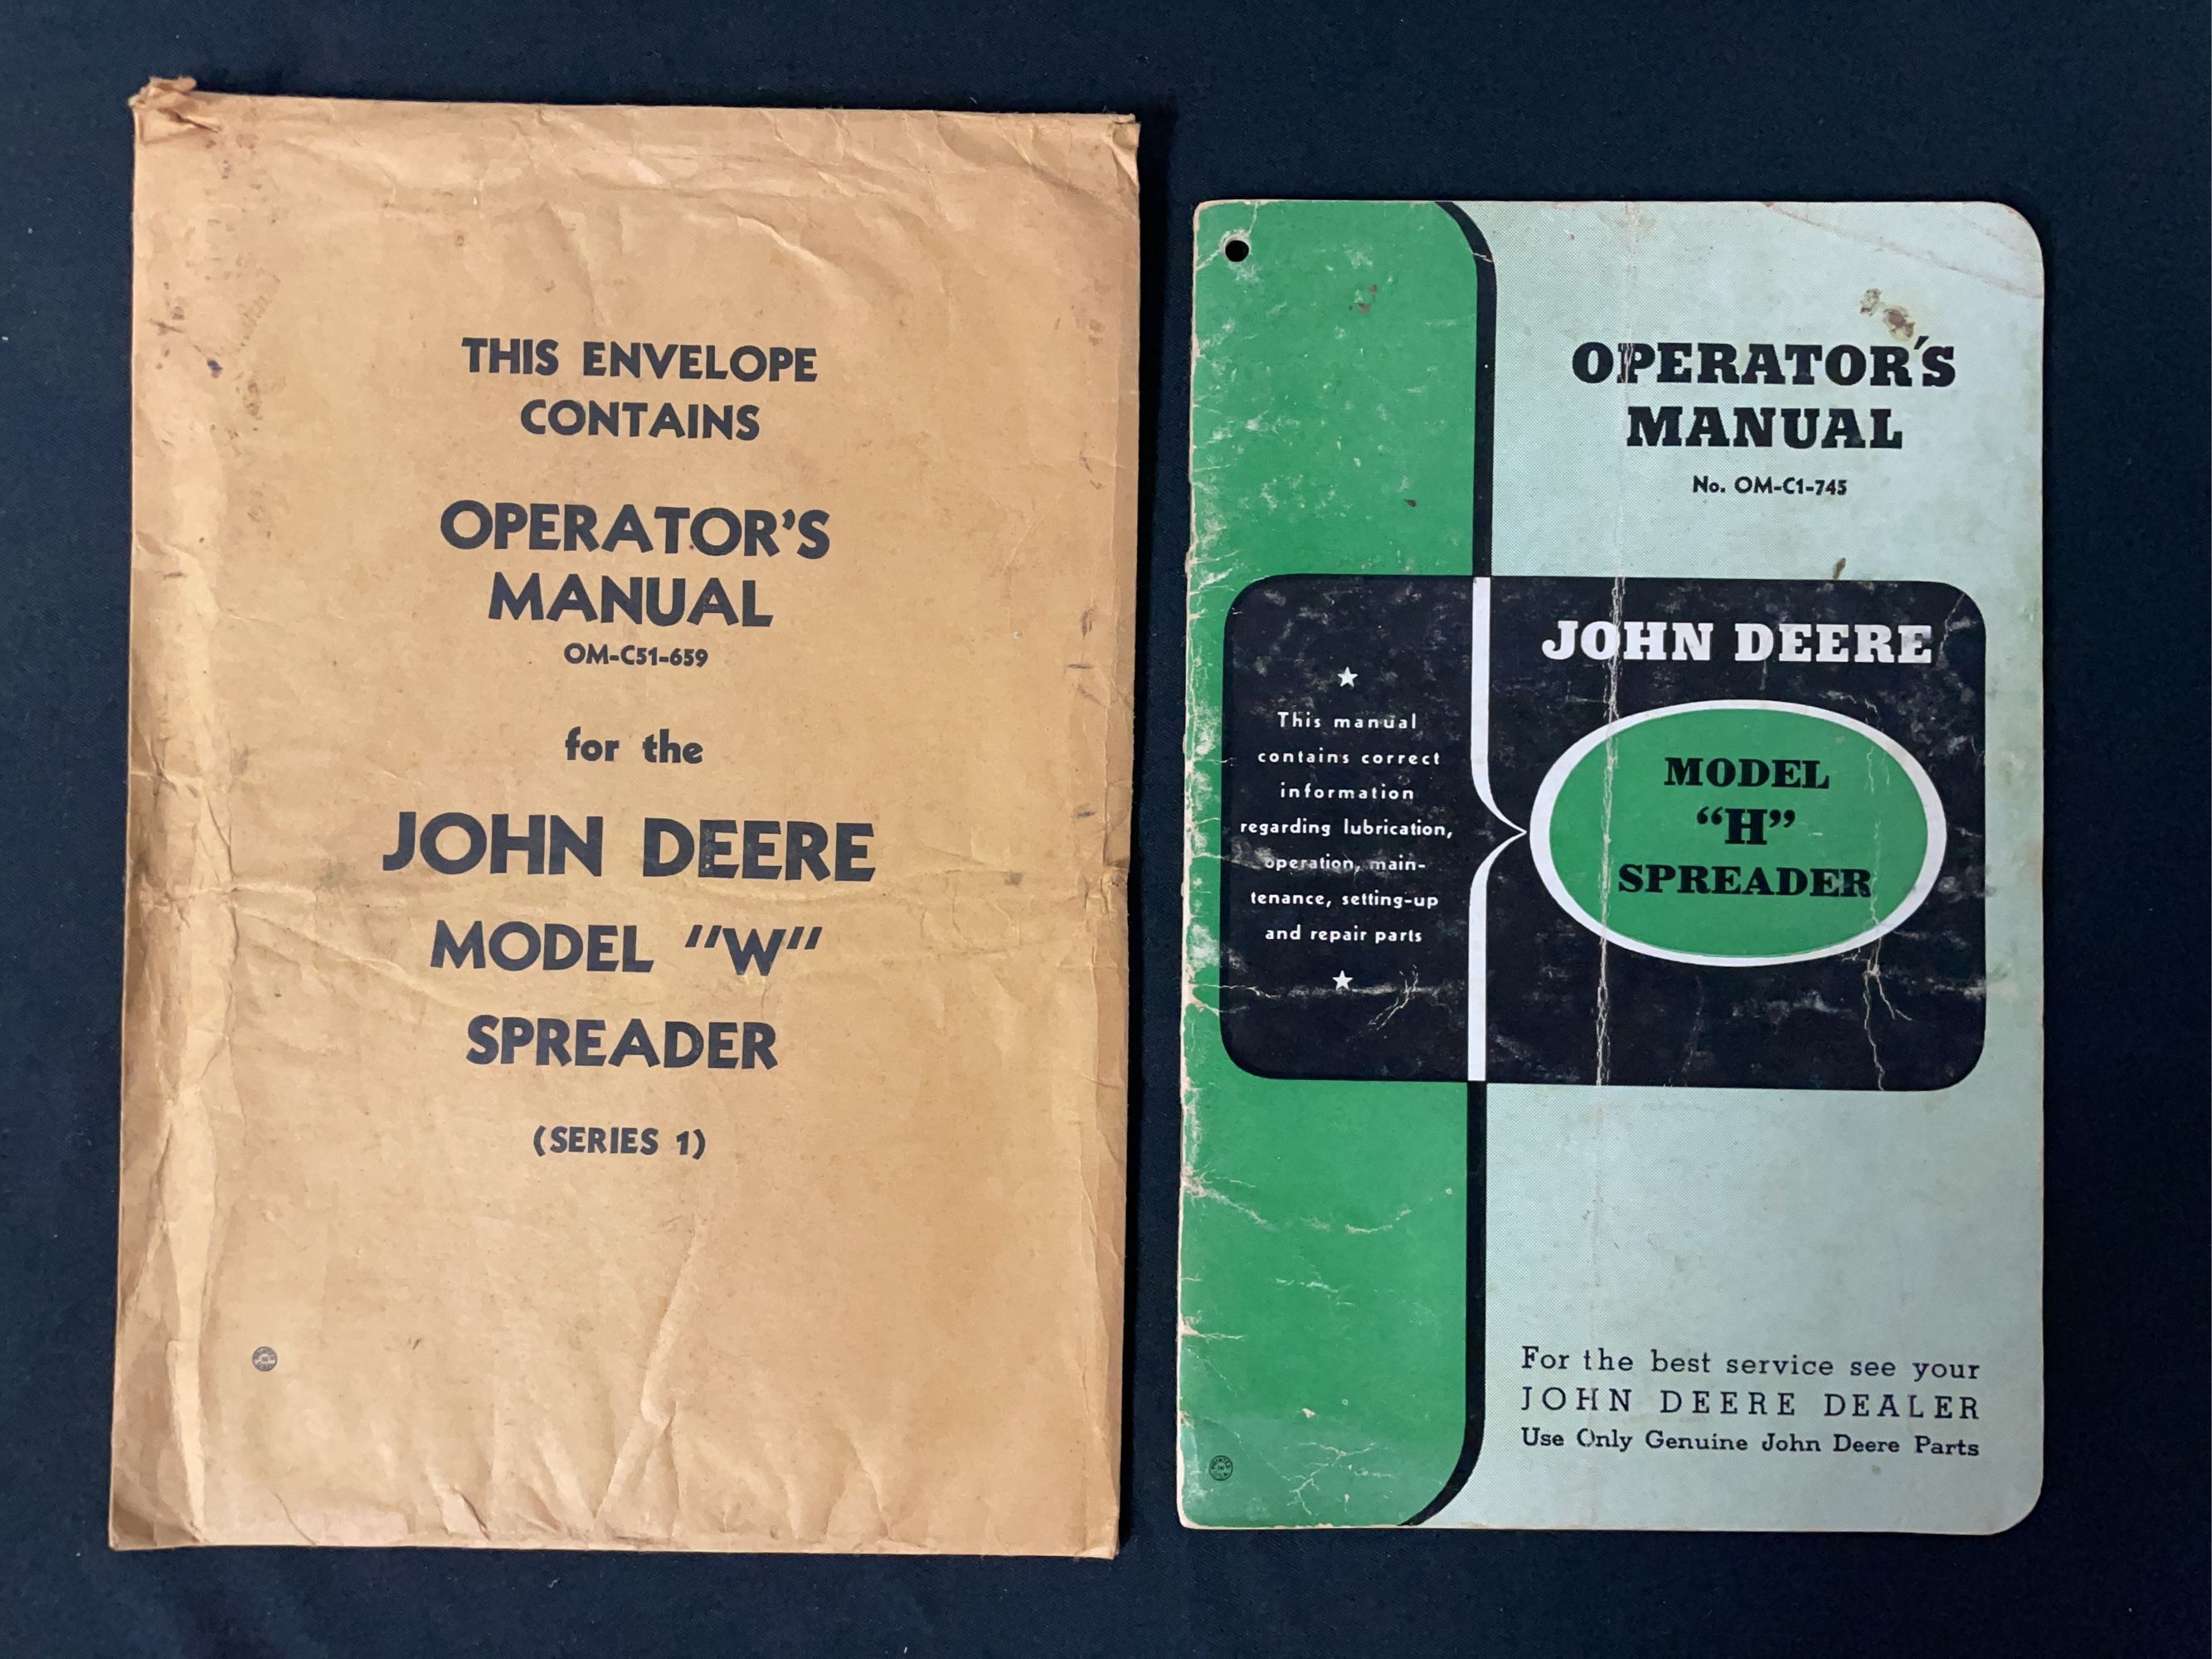 THIS ENVELOPE
CONTAINS
OPERATOR'S
MANUAL
OM-C51-659
for the
JOHN DEERE
MODEL "W"
SPREADER
(SERIES 1)
OPERATOR'S
MANUAL
No. OM-C1-745
JOHN DEERE
MODEL
“H”
SPREADER
★
This manual
contains correct
information
regarding lubrication,
operation, main-
tenance, setting-up
and repair parts
★
For the best service see your
JOHN DEERE DEALER
Use Only Genuine John Deere Parts
PRINTED
IN
U.S.A.